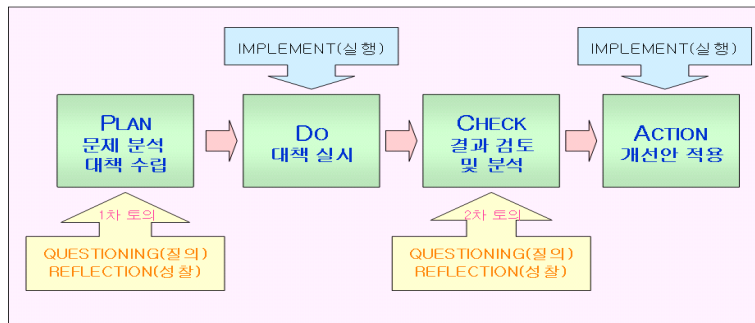 IMPLEMENT(실행)
IMPLEMENT(실행)
PLAN
문제 분석
대책 수립
DO
대책 실시
CHECK
결과 검토
및 분석
ACTION
개선안 적용
1차 토의
QUESTIONING(질의)
REFLECTION(성찰)
2차 토의
QUESTIONING(질의)
REFLECTION(성찰)